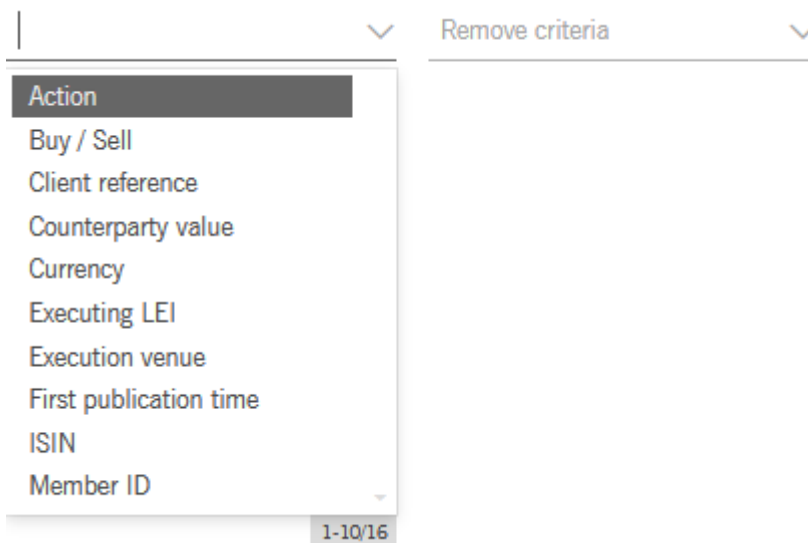 Remove criteria
Action
Buy / Sell
Client reference
Counterparty value
Currency
Executing LEI
Execution venue
First publication time
ISIN
Member ID
1-10/16